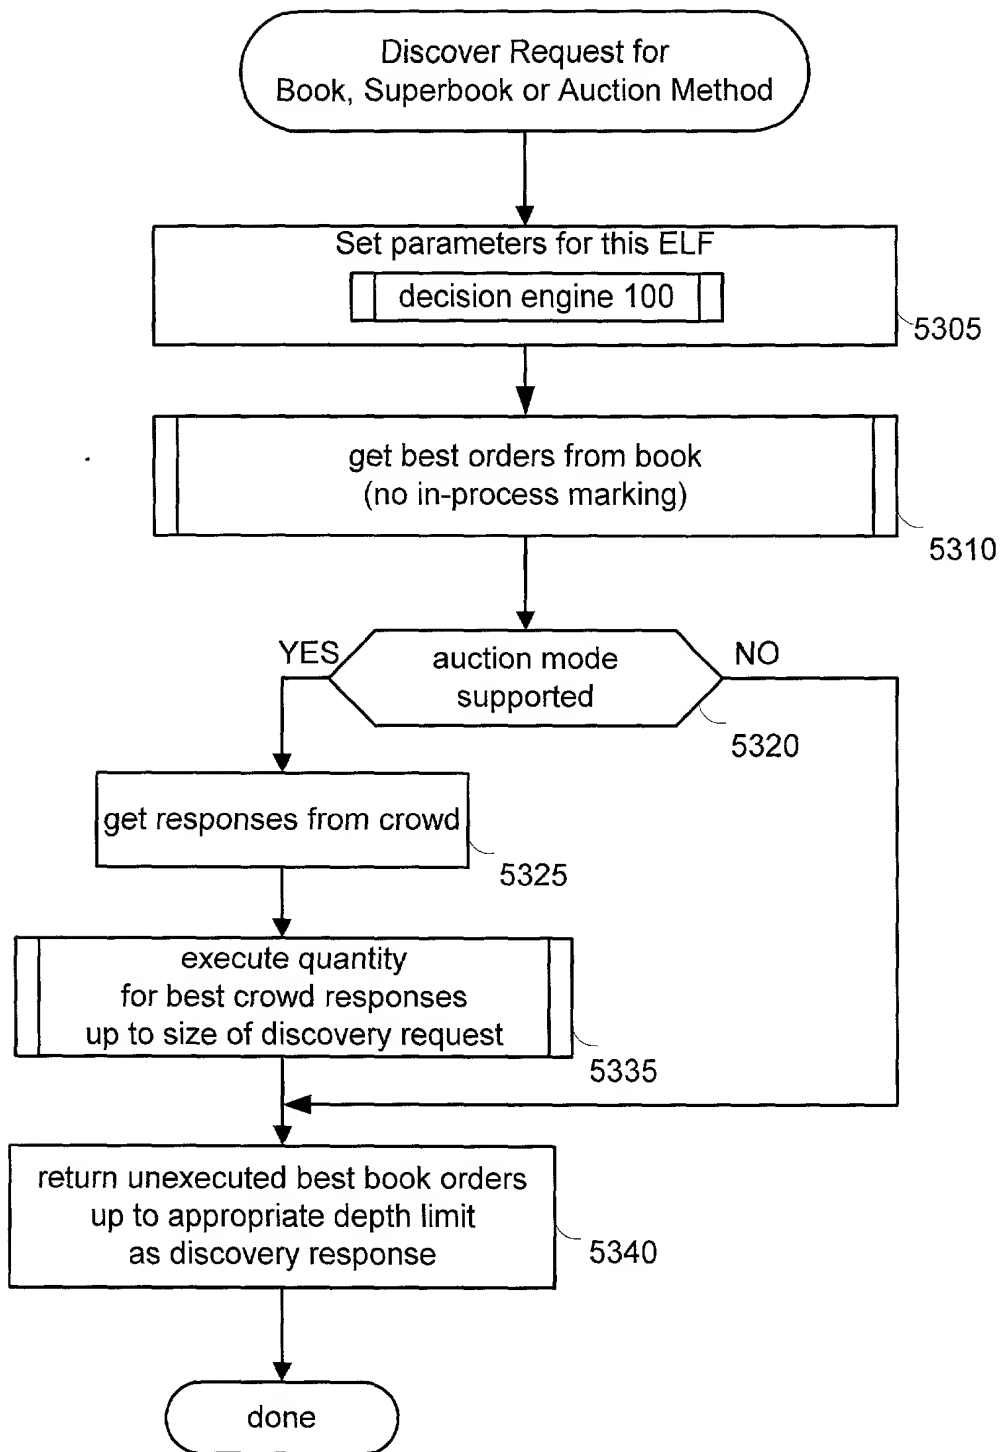 Discover Request for
Book, Superbook or Auction Method
Set parameters for this ELF
decision engine 100
5305
get best orders from book
(no in-process marking)
5310
YES
auction mode
supported
NO
5320
get responses from crowd
5325
execute quantity
for best crowd responses
up to size of discovery request
5335
return unexecuted best book orders
up to appropriate depth limit
as discovery response
5340
done